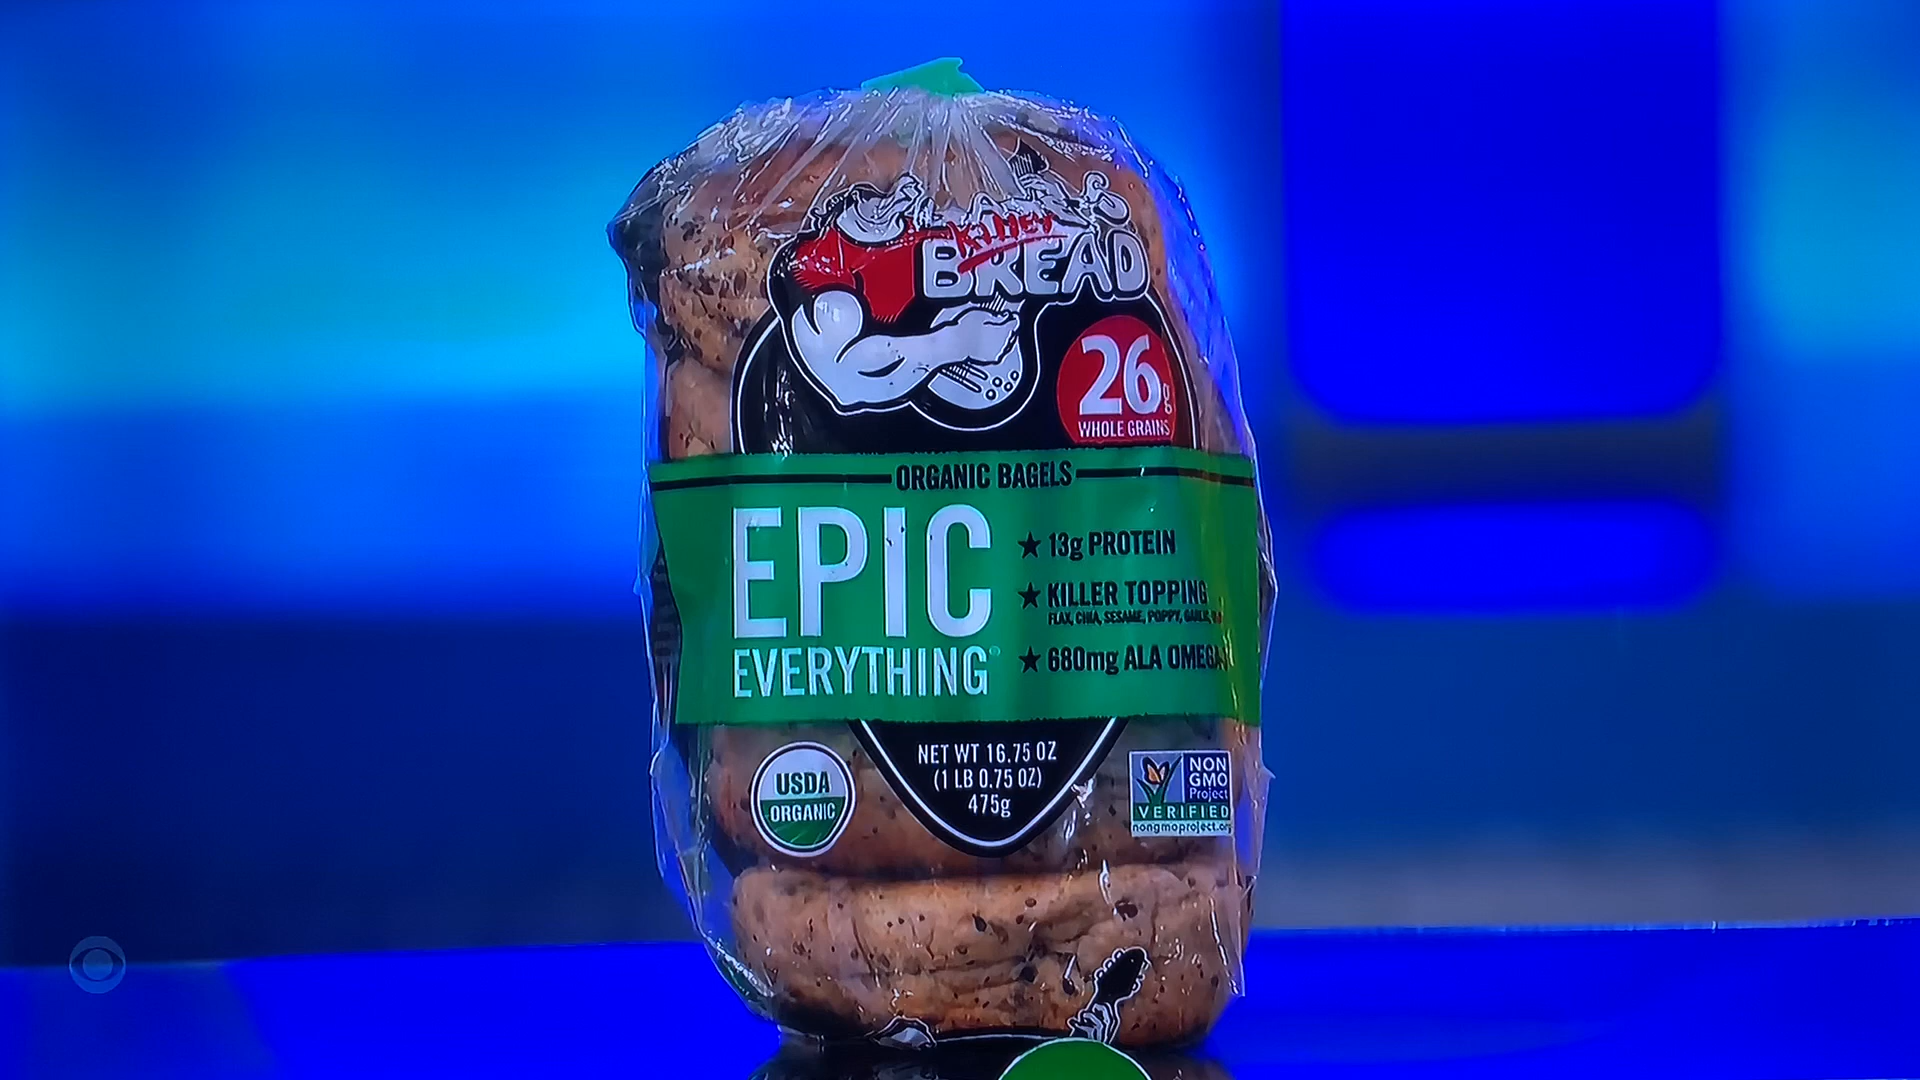 KILLER
BREAD
26g
WHOLE GRAINS
ORGANIC BAGELS
EPIC
EVERYTHING
★ 13g PROTEIN
★ KILLER TOPPING
FLAX, CHIA, SESAME, POPPY, GARLIC,
★ 680mg ALA OMEGA
NET WT 16.75 OZ
(1 LB 0.75 OZ)
475g
USDA
ORGANIC
NON
GMO
Project
VERIFIED
nongmoproject.org